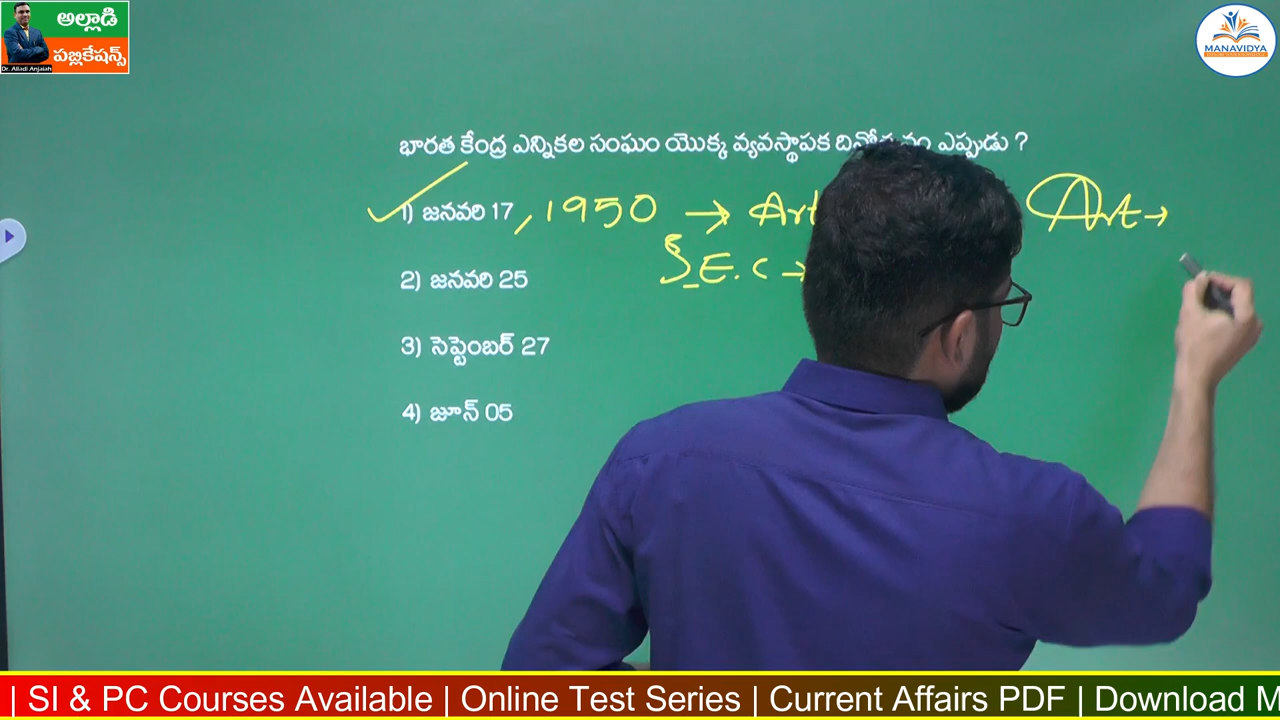 అల్లాడి
పబ్లికేషన్స్
Dr. Alladi Anjaiah
MANAVIDYA
భారత కేంద్ర ఎన్నికల సంఘం యొక్క వ్యవస్థాపక ఎప్పుడు ?
1) జనవరి 17, 1950 → Art Art →
S.E.C →
2) జనవరి 25
3) సెప్టెంబర్ 27
4) జూన్ 05
| SI & PC Courses Available | Online Test Series | Current Affairs PDF | Download M